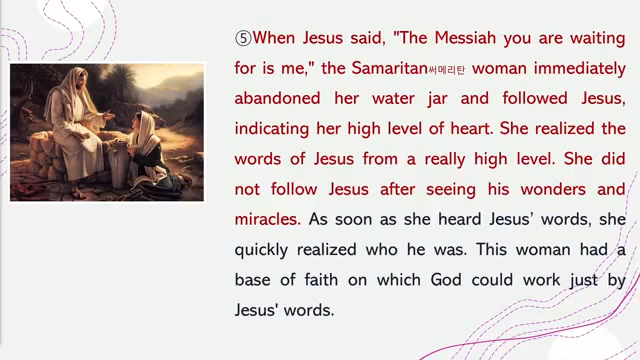 ⑤When Jesus said, "The Messiah you are waiting
for is me," the Samaritan써메리탄 woman immediately
abandoned her water jar and followed Jesus,
indicating her high level of heart. She realized the
words of Jesus from a really high level. She did
not follow Jesus after seeing his wonders and
miracles. As soon as she heard Jesus’ words, she
quickly realized who he was. This woman had a
base of faith on which God could work just by
Jesus' words.